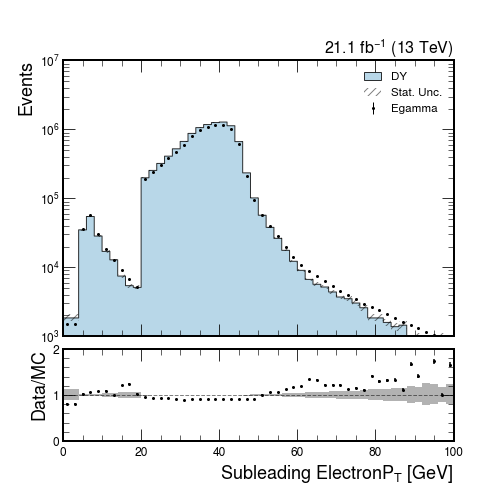 21.1 fb⁻¹ (13 TeV)
Events
10⁷
10⁶
10⁵
10⁴
10³
DY
Stat. Unc.
Egamma
Data/MC
2
1
0
0 20 40 60 80 100
Subleading ElectronP_T [GeV]